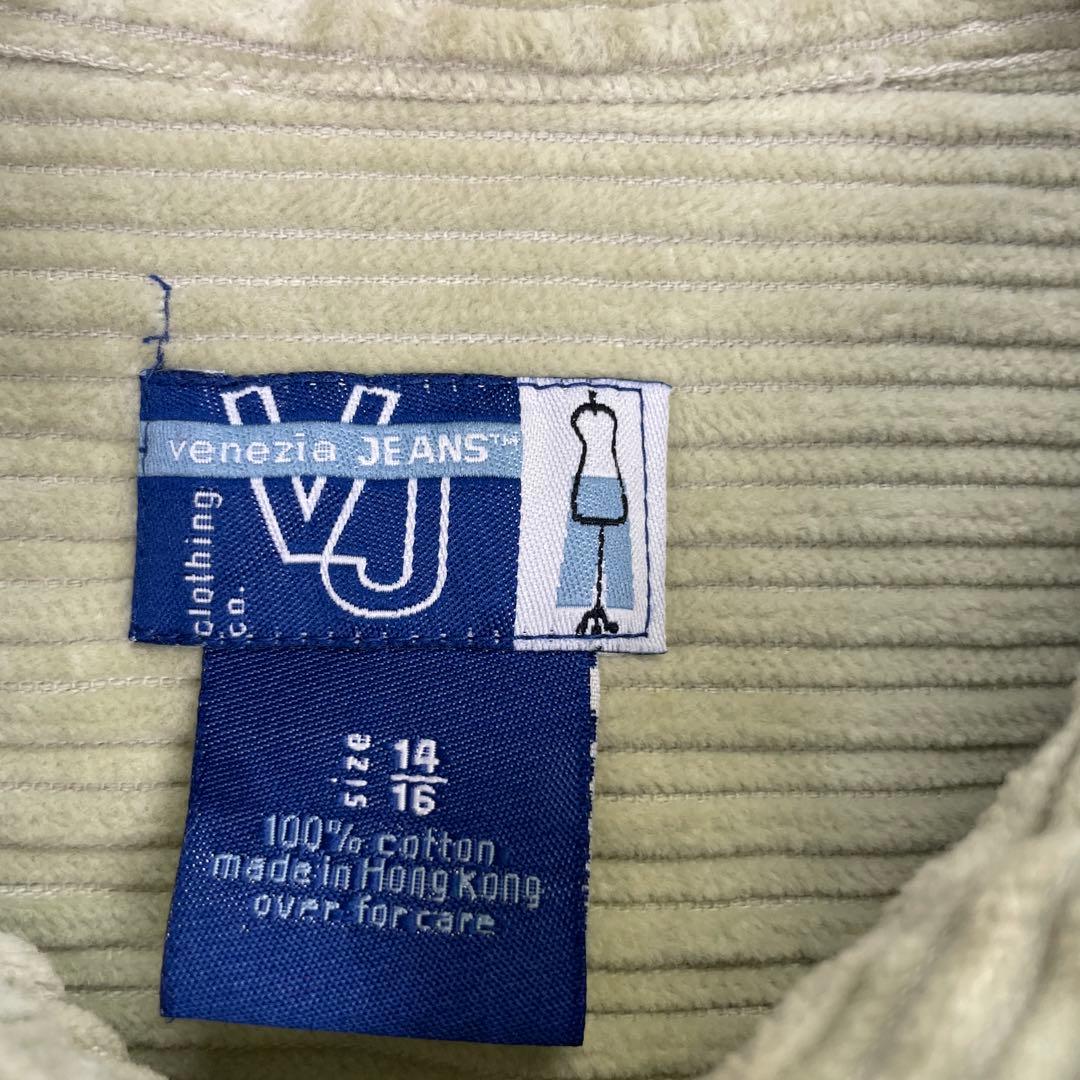 VJ
venezia JEANS™
clothing
co.
size 14/16
100% cotton
made in Hong Kong
over for care